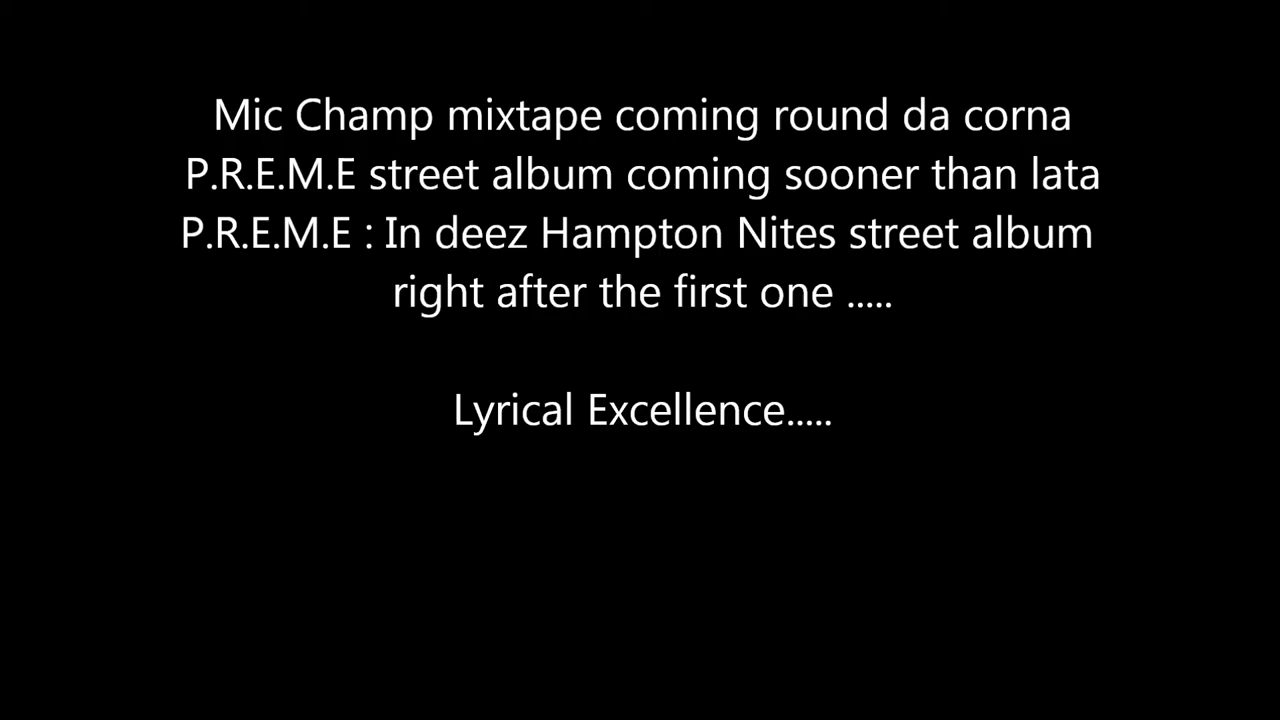 Mic Champ mixtape coming round da corna
P.R.E.M.E street album coming sooner than lata
P.R.E.M.E : In deez Hampton Nites street album
right after the first one .....
Lyrical Excellence.....